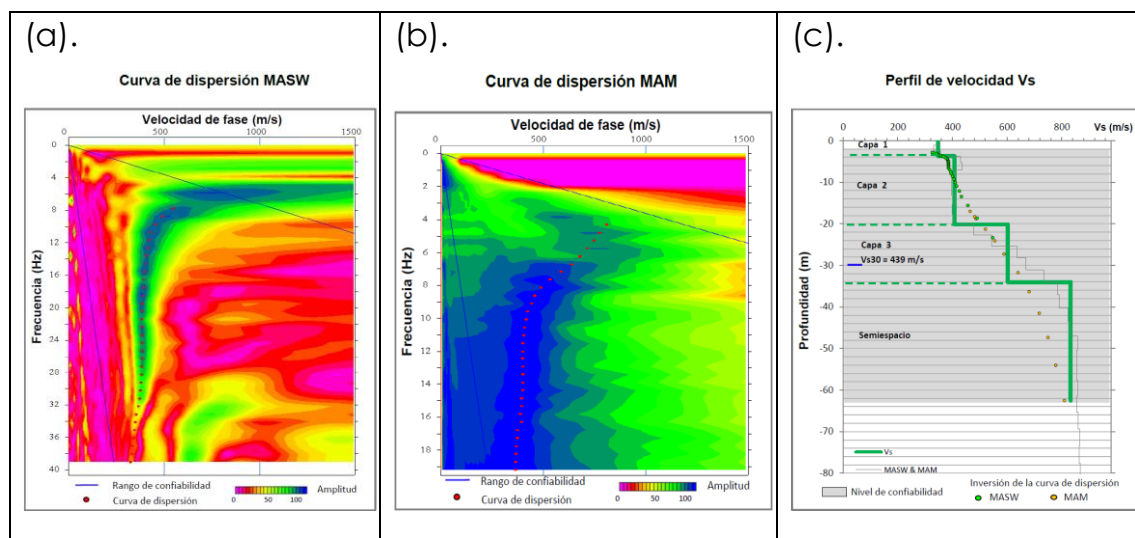 (a).
Curva de dispersión MASW
Velocidad de fase (m/s)
0 500 1000 1500
Frecuencia (Hz)
0
4
8
12
16
20
24
28
32
36
40
Rango de confiabilidad
Curva de dispersión
Amplitud
0 50 100
(b).
Curva de dispersión MAM
Velocidad de fase (m/s)
0 500 1000 1500
Frecuencia (Hz)
0
2
4
6
8
10
12
14
16
18
Rango de confiabilidad
Curva de dispersión
Amplitud
0 50 100
(c).
Perfil de velocidad Vs
Vs (m/s)
0 200 400 600 800
Profundidad (m)
0
-10
-20
-30
-40
-50
-60
-70
-80
Capa 1
Capa 2
Capa 3
Vs30 = 439 m/s
Semiespacio
Vs
MASW & MAM
Nivel de confiabilidad
Inversión de la curva de dispersión
MASW MAM